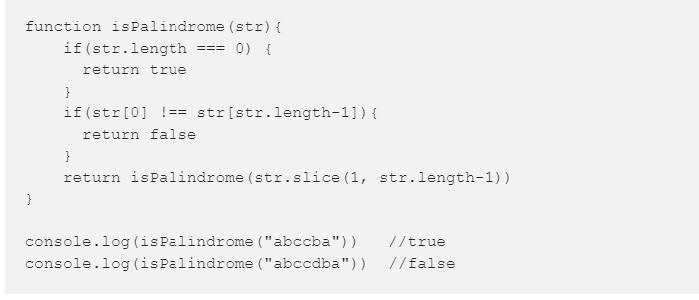 function isPalindrome(str){
    if(str.length === 0) {
      return true
    }
    if(str[0] !== str[str.length-1]){
      return false
    }
    return isPalindrome(str.slice(1, str.length-1))
}

console.log(isPalindrome("abccba"))   //true
console.log(isPalindrome("abccdba"))  //false